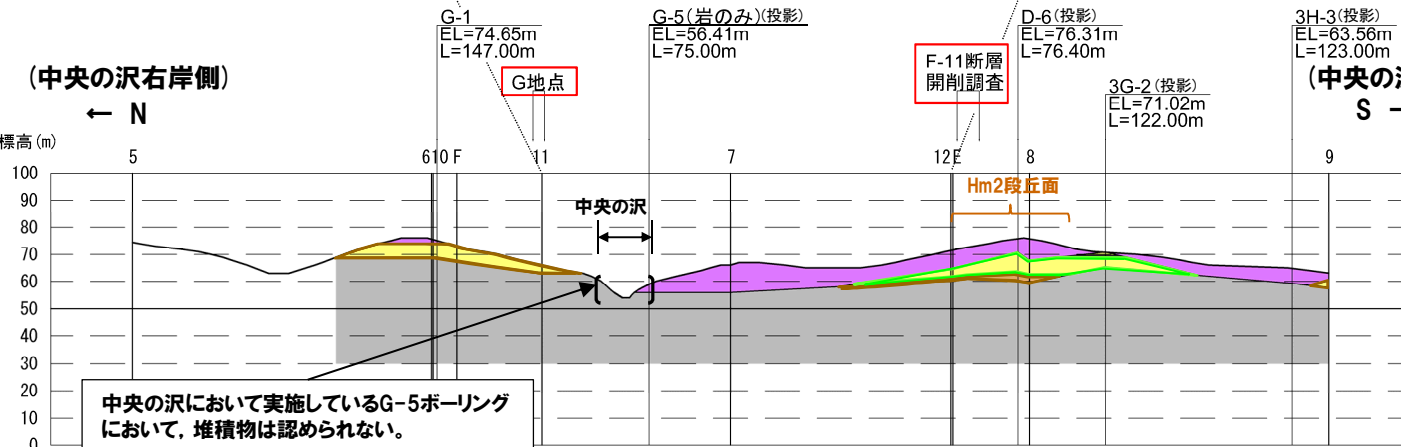 G-1
EL=74.65m
L=147.00m
G-5(岩のみ)(投影)
EL=56.41m
L=75.00m
D-6(投影)
EL=76.31m
L=76.40m
3H-3(投影)
EL=63.56m
L=123.00m
(中央の沢右岸側)
← N
G地点
F-11断層
開削調査
3G-2(投影)
EL=71.02m
L=122.00m
(中央の沢
S
標高(m)
5 6 10 F 11 7 12 E 8 9
100
90
80
70
60
50
40
30
20
10
0
中央の沢
Hm2段丘面
中央の沢において実施しているG-5ボーリング
において，堆積物は認められない。